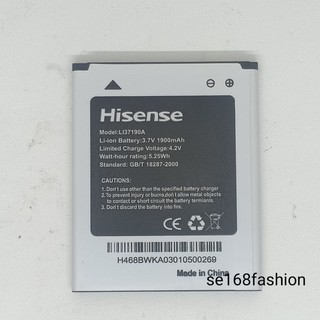 Hisense
Model:LI37190A
Li-ion Battery:3.7V 1900mAh
Limited Charge Voltage:4.2V
Watt-hour rating:5.25Wh
Standard: GB/T 18287-2000
CAUTIONS:
1. Don't use other than the specified battery charger.
2. To prevent injury or burns,don't allow metal objects
to contact or short-circuit the battery terminals.
3. Don't discard the battery into fire.
H468BWKA03010500269
Made in China
se168fashion